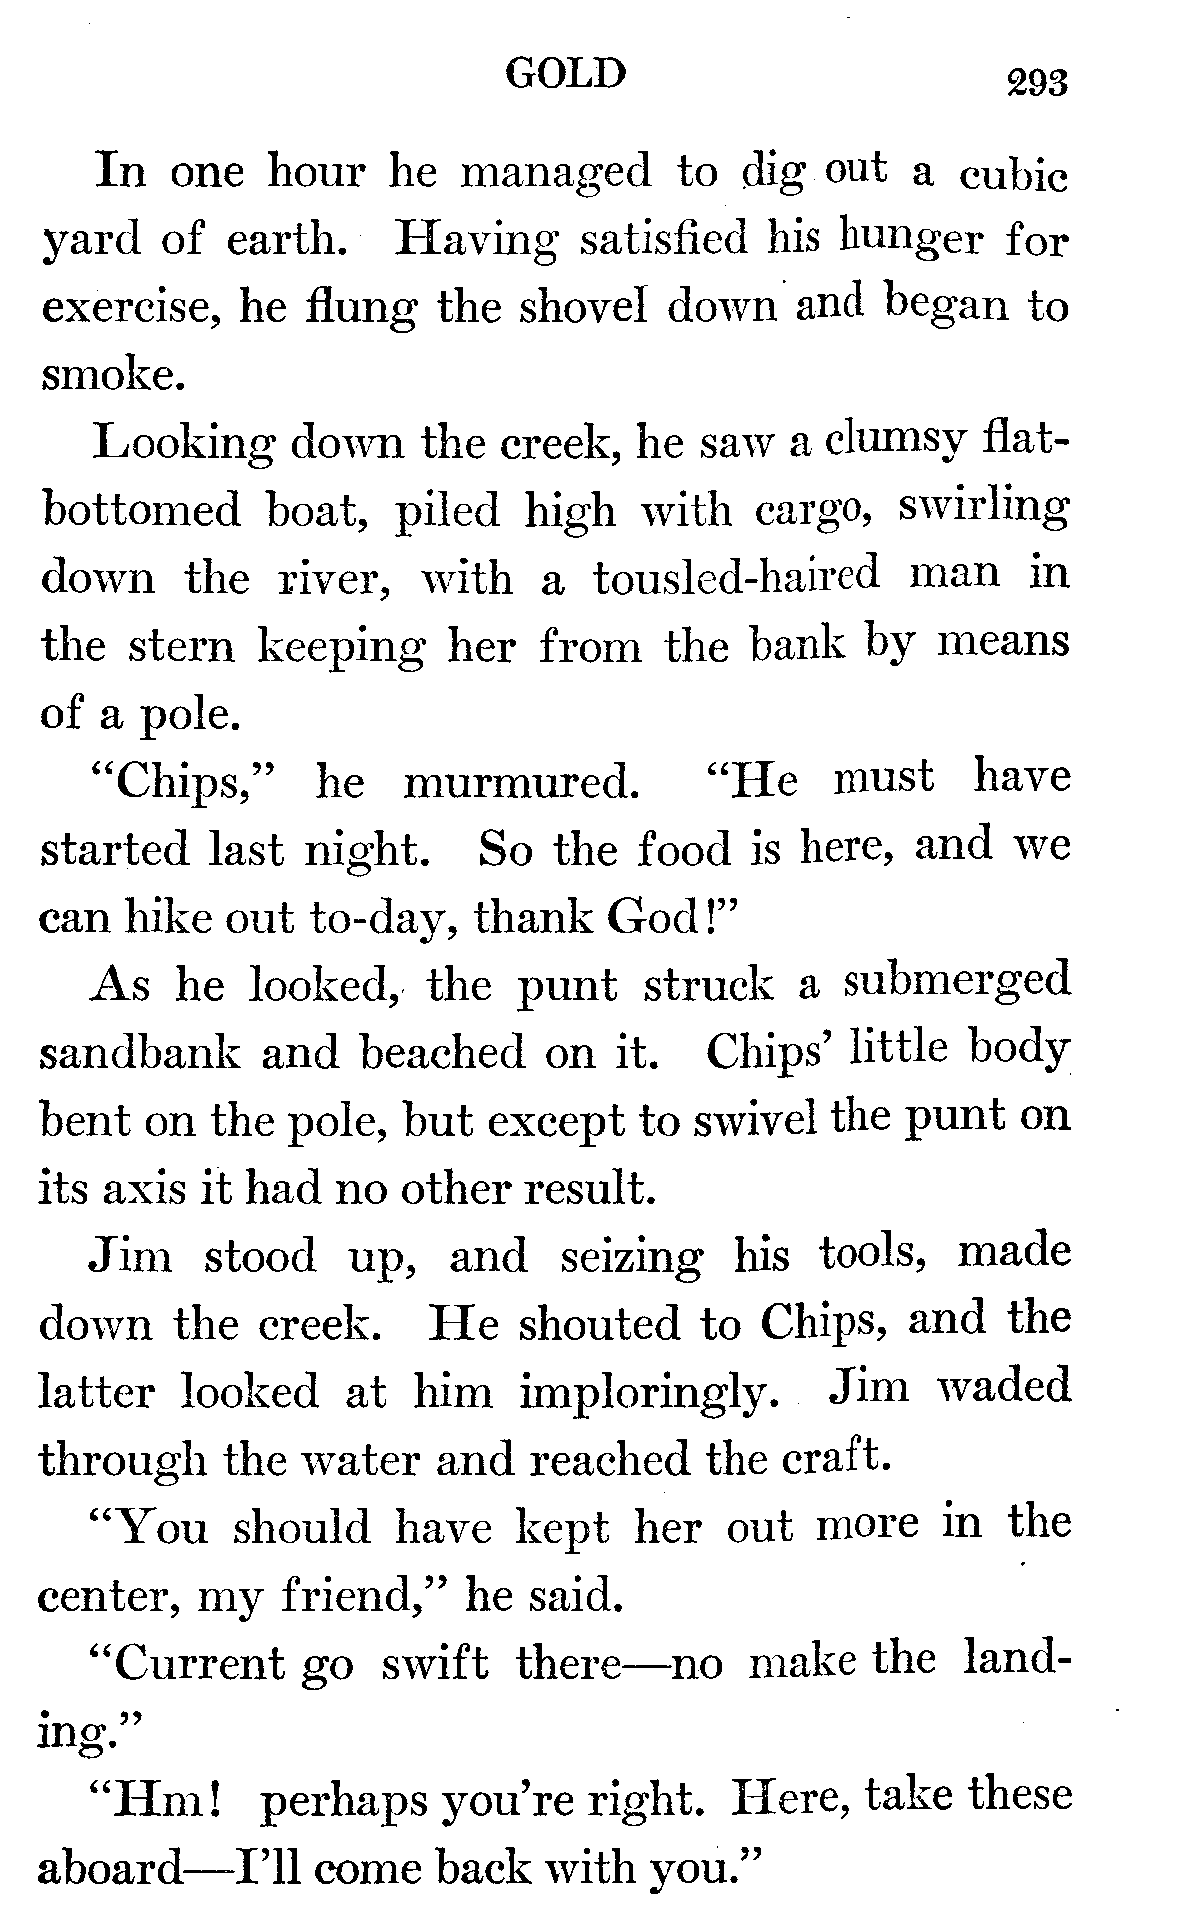 GOLD 293
In one hour he managed to dig out a cubic
yard of earth. Having satisfied his hunger for
exercise, he flung the shovel down and began to
smoke.
Looking down the creek, he saw a clumsy flat-
bottomed boat, piled high with cargo, swirling
down the river, with a tousled-haired man in
the stern keeping her from the bank by means
of a pole.
“Chips,” he murmured. “He must have
started last night. So the food is here, and we
can hike out to-day, thank God!”
As he looked, the punt struck a submerged
sandbank and beached on it. Chips’ little body
bent on the pole, but except to swivel the punt on
its axis it had no other result.
Jim stood up, and seizing his tools, made
down the creek. He shouted to Chips, and the
latter looked at him imploringly. Jim waded
through the water and reached the craft.
“You should have kept her out more in the
center, my friend,” he said.
“Current go swift there—no make the land-
ing.”
“Hm! perhaps you’re right. Here, take these
aboard—I’ll come back with you.”